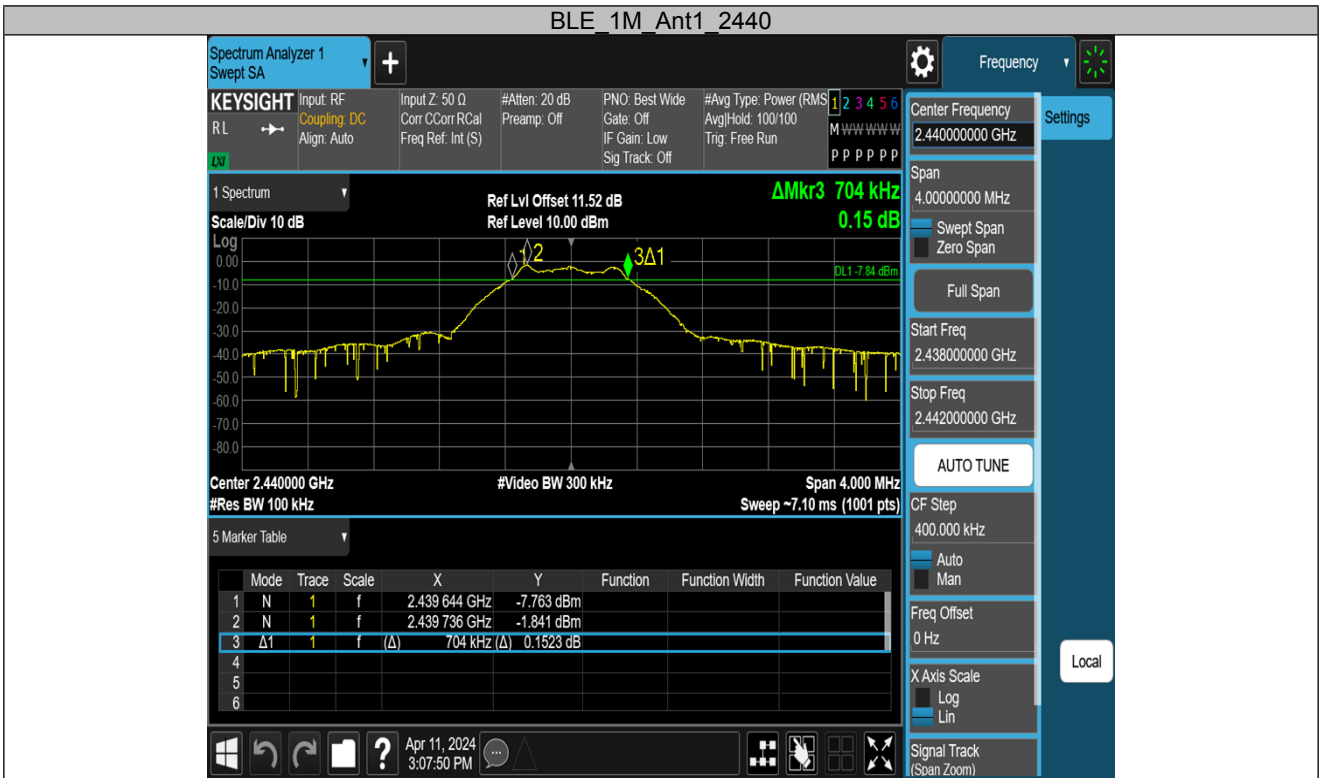 BLE_1M_Ant1_2440
Spectrum Analyzer 1
Swept SA
+
Frequency
KEYSIGHT
RL
LXI
Input: RF
Coupling: DC
Align: Auto
Input Z: 50 Ω
Corr CCorr RCal
Freq Ref: Int (S)
#Atten: 20 dB
Preamp: Off
PNO: Best Wide
Gate: Off
IF Gain: Low
Sig Track: Off
#Avg Type: Power (RMS
Avg|Hold: 100/100
Trig: Free Run
1 2 3 4 5 6
M W W W W W
P P P P P P
1 Spectrum
Scale/Div 10 dB
Ref Lvl Offset 11.52 dB
Ref Level 10.00 dBm
ΔMkr3 704 kHz
0.15 dB
Log
0.00
-10.0
-20.0
-30.0
-40.0
-50.0
-60.0
-70.0
-80.0
1
2
3Δ1
DL1 -7.84 dBm
Center 2.440000 GHz
#Res BW 100 kHz
#Video BW 300 kHz
Span 4.000 MHz
Sweep ~7.10 ms (1001 pts)
5 Marker Table
Mode Trace Scale X Y Function Function Width Function Value
1 N 1 f 2.439 644 GHz -7.763 dBm
2 N 1 f 2.439 736 GHz -1.841 dBm
3 Δ1 1 f (Δ) 704 kHz (Δ) 0.1523 dB
4
5
6
Center Frequency
2.440000000 GHz
Settings
Span
4.00000000 MHz
Swept Span
Zero Span
Full Span
Start Freq
2.438000000 GHz
Stop Freq
2.442000000 GHz
AUTO TUNE
CF Step
400.000 kHz
Auto
Man
Freq Offset
0 Hz
X Axis Scale
Log
Lin
Local
Signal Track
(Span Zoom)
?
Apr 11, 2024
3:07:50 PM